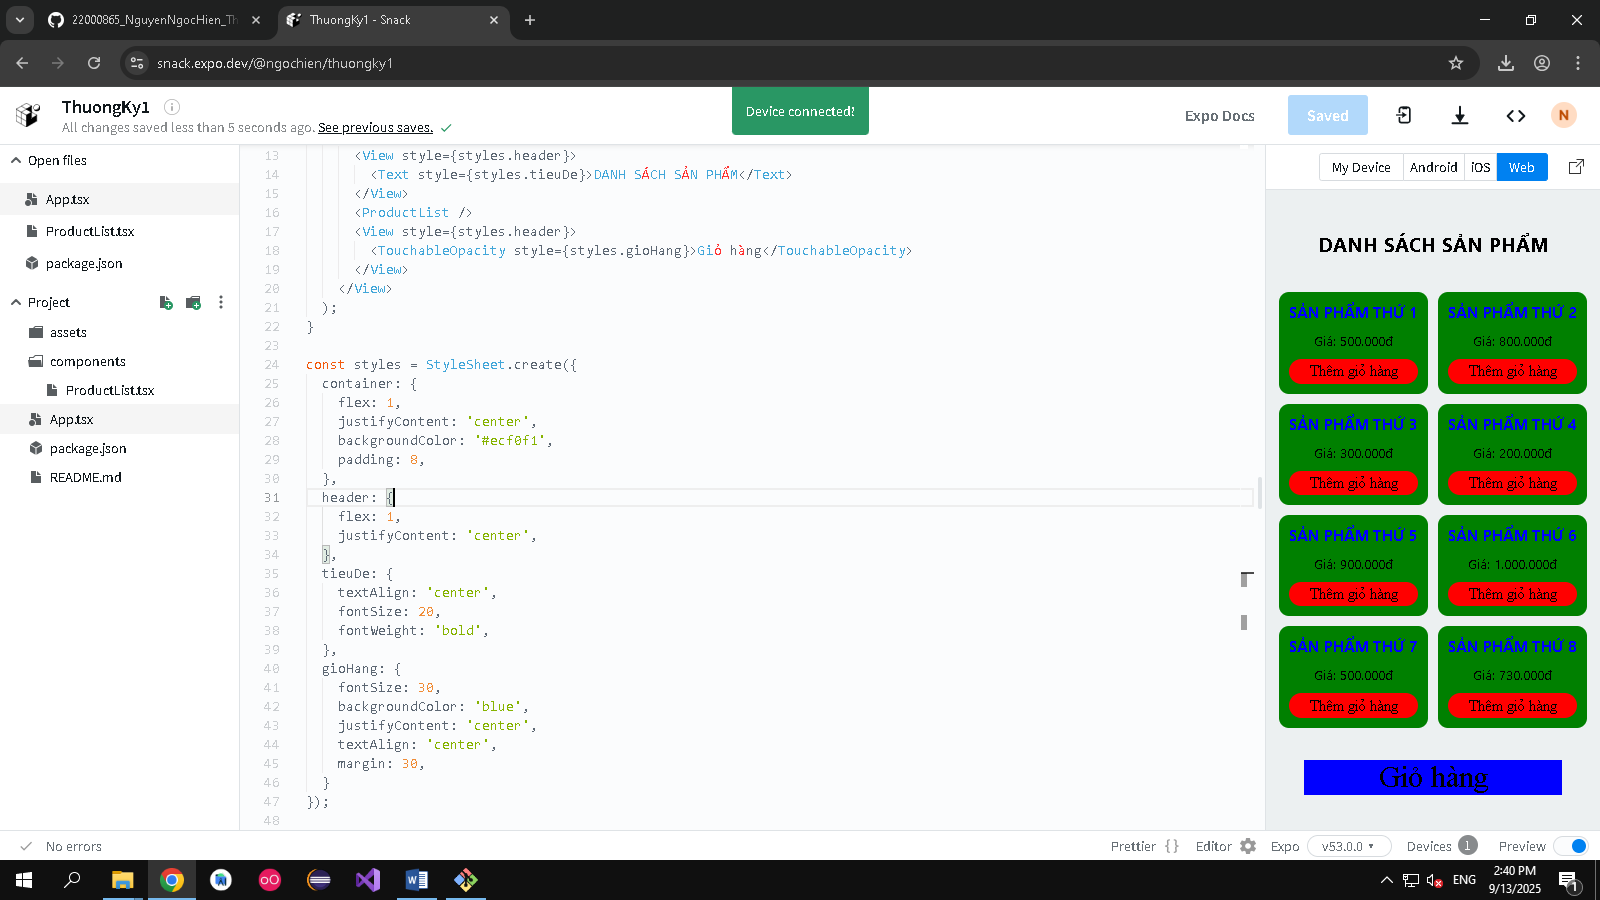 22000865_NguyenNgocHien_Th
ThuongKy1 - Snack
snack.expo.dev/@ngochien/thuongky1
ThuongKy1
All changes saved less than 5 seconds ago. See previous saves.
Device connected!
Expo Docs
Saved
N
Open files
App.tsx
ProductList.tsx
package.json
Project
assets
components
ProductList.tsx
App.tsx
package.json
README.md
13 <View style={styles.header}>
14 <Text style={styles.tieuDe}>DANH SÁCH SẢN PHẨM</Text>
15 </View>
16 <ProductList />
17 <View style={styles.header}>
18 <TouchableOpacity style={styles.gioHang}>Giỏ hàng</TouchableOpacity>
19 </View>
20 </View>
21 );
22 }
23
24 const styles = StyleSheet.create({
25 container: {
26 flex: 1,
27 justifyContent: 'center',
28 backgroundColor: '#ecf0f1',
29 padding: 8,
30 },
31 header: {
32 flex: 1,
33 justifyContent: 'center',
34 },
35 tieuDe: {
36 textAlign: 'center',
37 fontSize: 20,
38 fontWeight: 'bold',
39 },
40 gioHang: {
41 fontSize: 30,
42 backgroundColor: 'blue',
43 justifyContent: 'center',
44 textAlign: 'center',
45 margin: 30,
46 }
47 });
48
My Device Android iOS Web
DANH SÁCH SẢN PHẨM
SẢN PHẨM THỨ 1
Giá: 500.000đ
Thêm giỏ hàng
SẢN PHẨM THỨ 2
Giá: 800.000đ
Thêm giỏ hàng
SẢN PHẨM THỨ 3
Giá: 300.000đ
Thêm giỏ hàng
SẢN PHẨM THỨ 4
Giá: 200.000đ
Thêm giỏ hàng
SẢN PHẨM THỨ 5
Giá: 900.000đ
Thêm giỏ hàng
SẢN PHẨM THỨ 6
Giá: 1.000.000đ
Thêm giỏ hàng
SẢN PHẨM THỨ 7
Giá: 500.000đ
Thêm giỏ hàng
SẢN PHẨM THỨ 8
Giá: 730.000đ
Thêm giỏ hàng
Giỏ hàng
No errors
Prettier {} Editor Expo v53.0.0 Devices 1 Preview
ENG
2:40 PM
9/13/2025
1